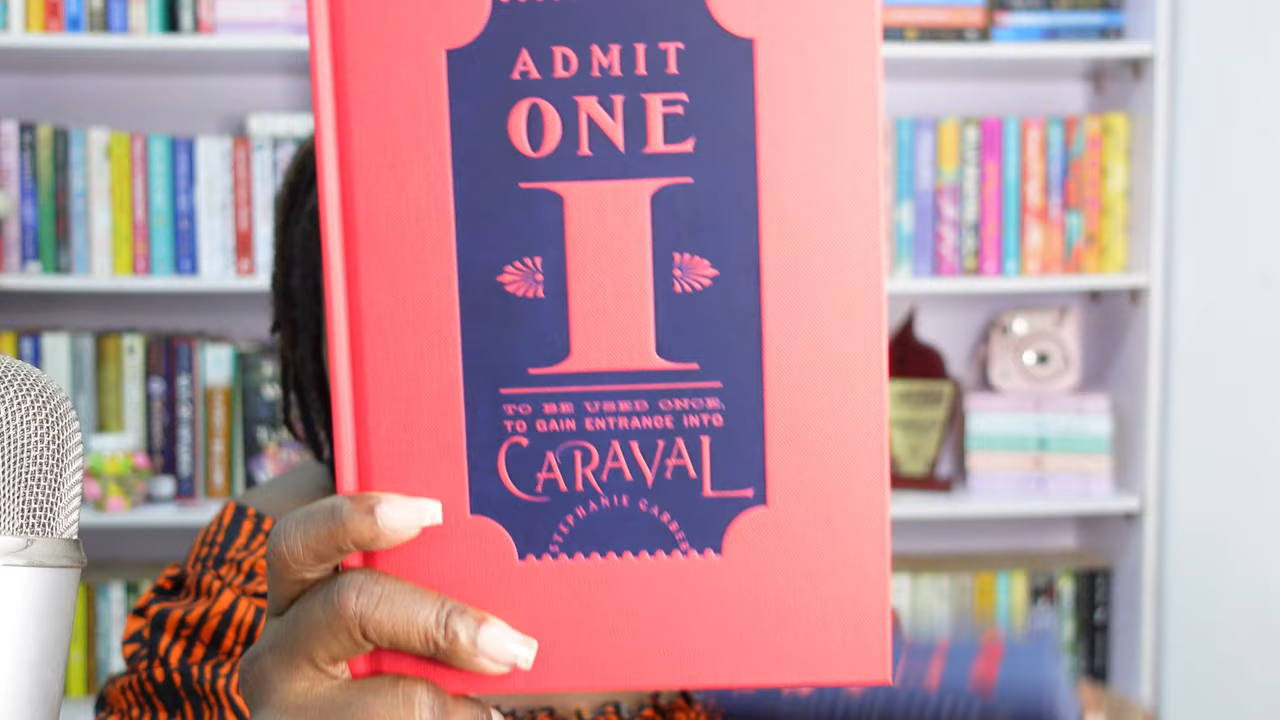 ADMIT
ONE
I
TO BE USED ONCE,
TO GAIN ENTRANCE INTO
CARAVAL
STEPHANIE GARBER